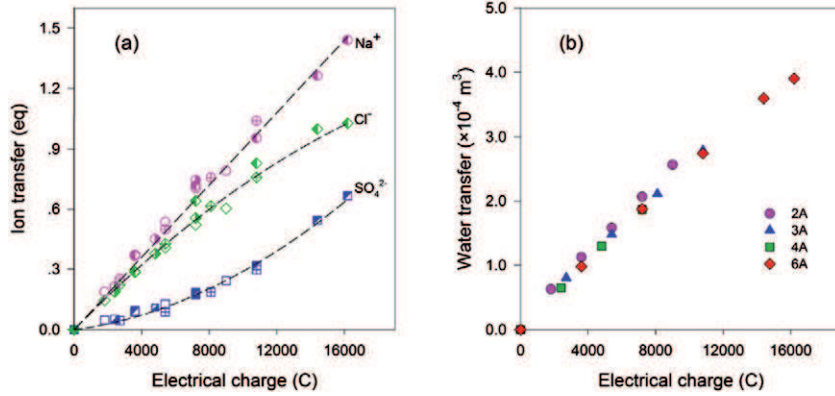 (a)
Ion transfer (eq)
1.5
1.2
.9
.6
.3
0.0
0 4000 8000 12000 16000
Electrical charge (C)
Na+
Cl-
SO₄²⁻
(b)
Water transfer (×10⁻⁴ m³)
5.0
4.0
3.0
2.0
1.0
0.0
0 4000 8000 12000 16000
Electrical charge (C)
2A
3A
4A
6A